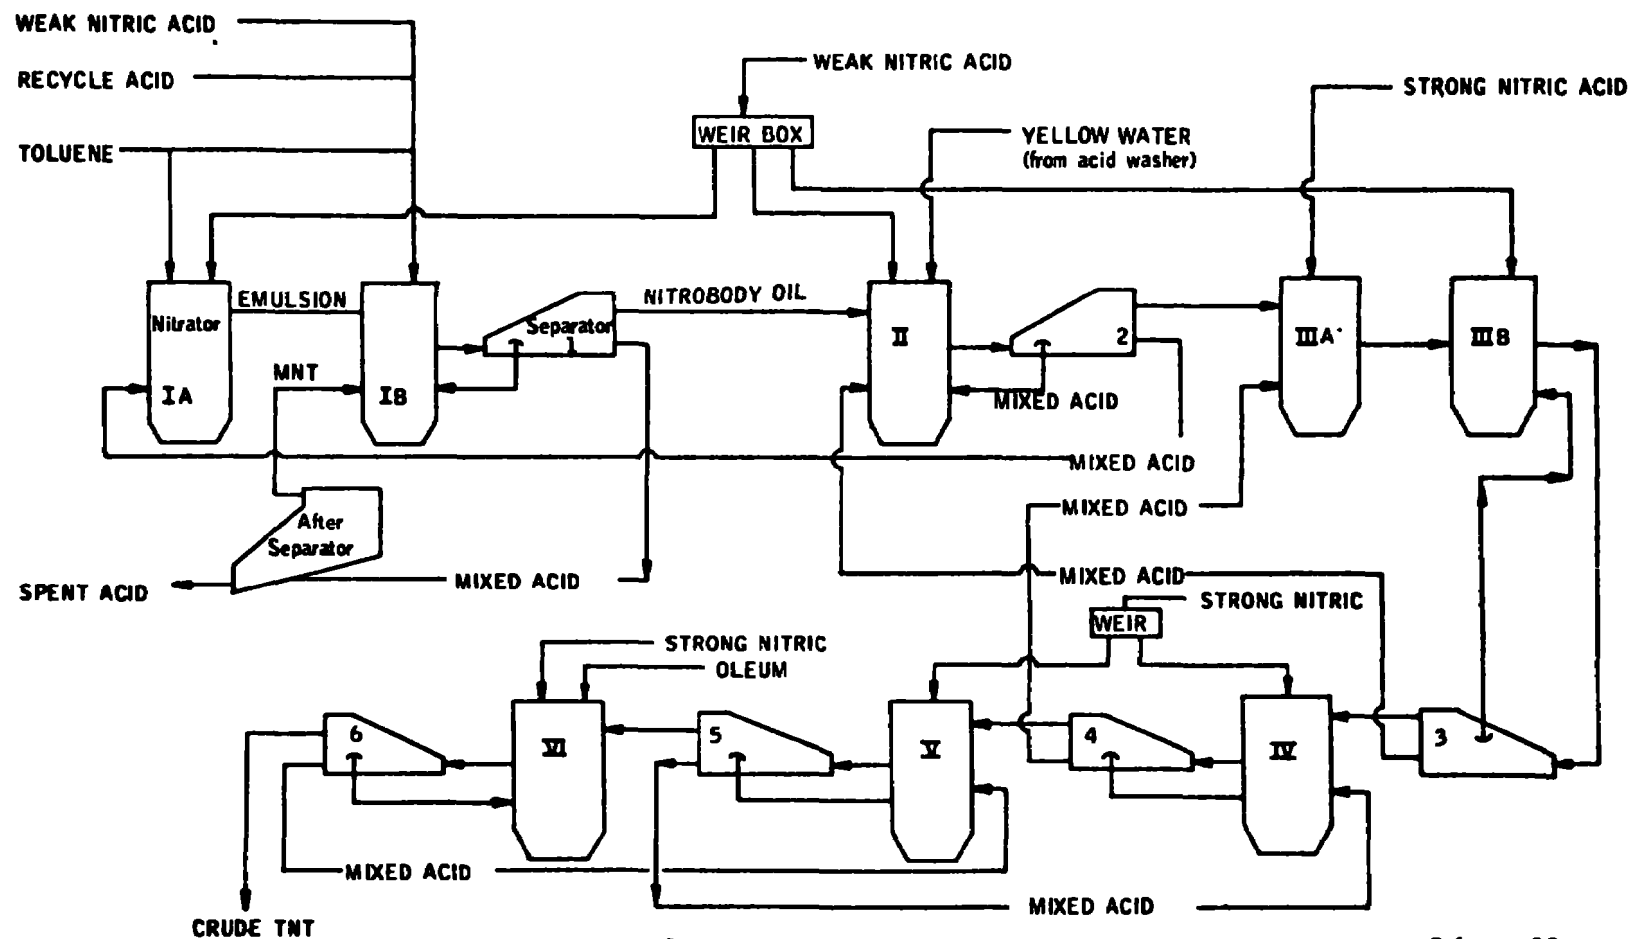 WEAK NITRIC ACID
RECYCLE ACID
TOLUENE
WEAK NITRIC ACID
WEIR BOX
YELLOW WATER
(from acid washer)
STRONG NITRIC ACID
EMULSION
NITROBODY OIL
Nitrator
IA
MNT
IB
Separator
II
2
MIXED ACID
IIIA
IIIB
MIXED ACID
MIXED ACID
After
Separator
SPENT ACID
MIXED ACID
MIXED ACID
STRONG NITRIC
WEIR
STRONG NITRIC
OLEUM
6
VI
5
V
4
IV
3
MIXED ACID
MIXED ACID
CRUDE TNT